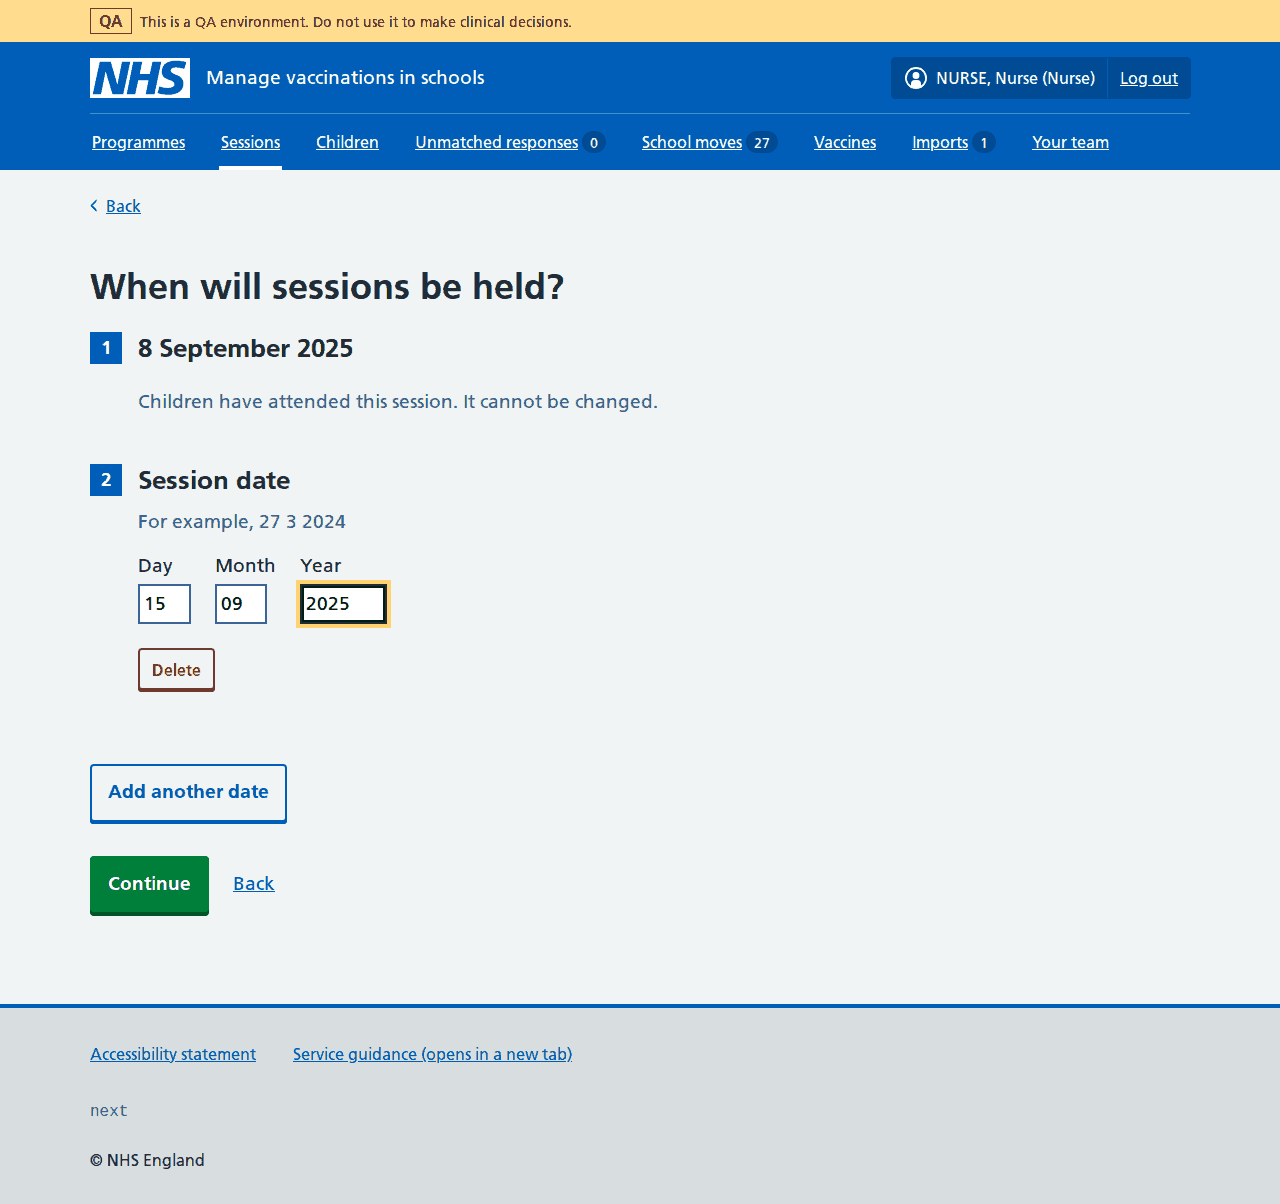 QA This is a QA environment. Do not use it to make clinical decisions.
NHS Manage vaccinations in schools NURSE, Nurse (Nurse) Log out
Programmes Sessions Children Unmatched responses 0 School moves 27 Vaccines Imports 1 Your team
Back
When will sessions be held?
1 8 September 2025
Children have attended this session. It cannot be changed.
2 Session date
For example, 27 3 2024
Day Month Year
15 09 2025
Delete
Add another date
Continue Back
Accessibility statement Service guidance (opens in a new tab)
next
© NHS England